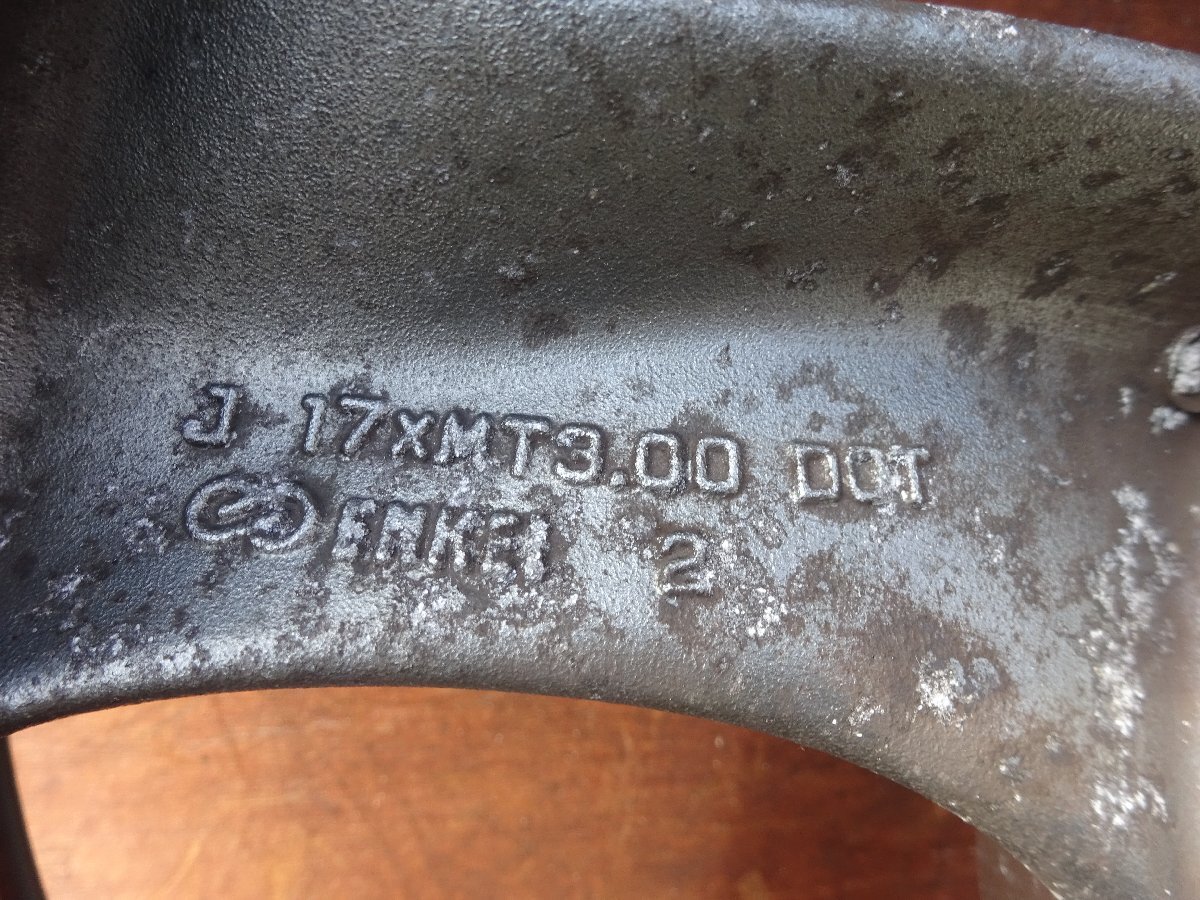 J 17xMT3.00 DOT
ENKEI 2